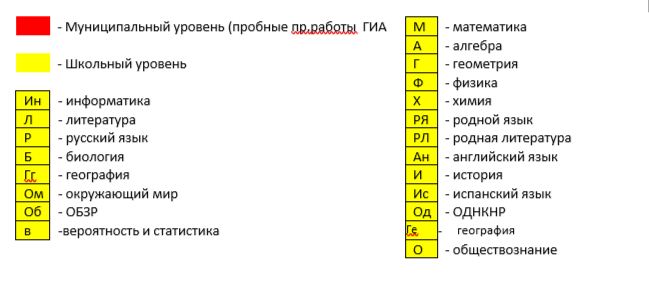 - Муниципальный уровень (пробные пр.работы ГИА
- Школьный уровень
Ин - информатика
Л - литература
Р - русский язык
Б - биология
Гг - география
Ом - окружающий мир
Об - ОБЗР
в -вероятность и статистика
М - математика
А - алгебра
Г - геометрия
Ф - физика
Х - химия
РЯ - родной язык
РЛ - родная литература
Ан - английский язык
И - история
Ис - испанский язык
Од - ОДНКНР
Ге - география
О - обществознание